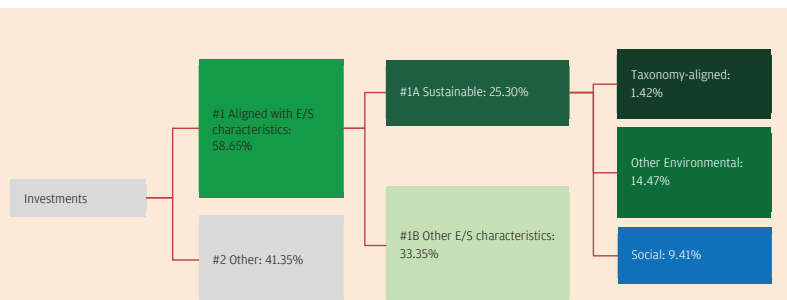 Investments
#1 Aligned with E/S
characteristics:
58.65%
#2 Other: 41.35%
#1A Sustainable: 25.30%
#1B Other E/S characteristics:
33.35%
Taxonomy-aligned:
1.42%
Other Environmental:
14.47%
Social: 9.41%